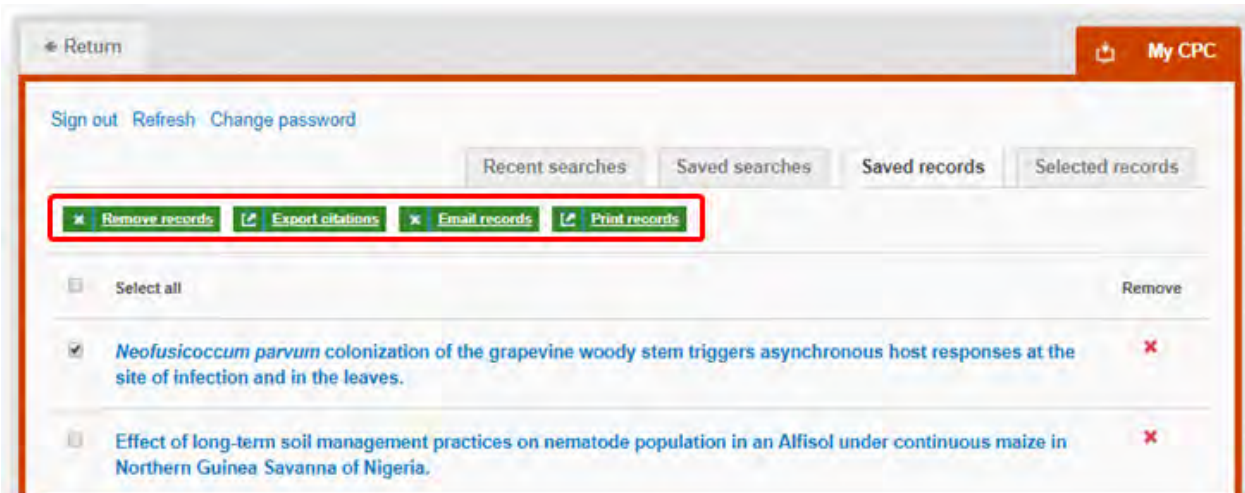 Return
My CPC
Sign out Refresh Change password
Recent searches Saved searches Saved records Selected records
Remove records Export citations Email records Print records
Select all Remove
Neofusicoccum parvum colonization of the grapevine woody stem triggers asynchronous host responses at the
site of infection and in the leaves.
Effect of long-term soil management practices on nematode population in an Alfisol under continuous maize in
Northern Guinea Savanna of Nigeria.